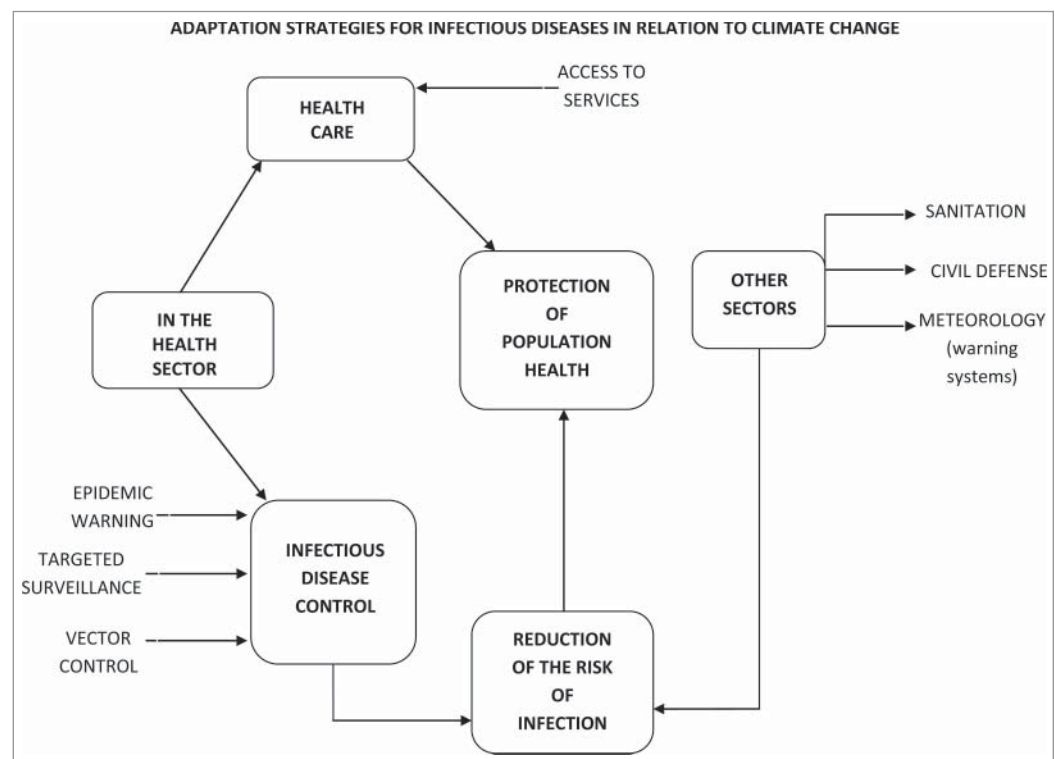 ADAPTATION STRATEGIES FOR INFECTIOUS DISEASES IN RELATION TO CLIMATE CHANGE
ACCESS TO
SERVICES
HEALTH
CARE
SANITATION
CIVIL DEFENSE
METEOROLOGY
(warning
systems)
OTHER
SECTORS
PROTECTION
OF
POPULATION
HEALTH
IN THE
HEALTH
SECTOR
EPIDEMIC
WARNING
TARGETED
SURVEILLANCE
VECTOR
CONTROL
INFECTIOUS
DISEASE
CONTROL
REDUCTION
OF THE RISK
OF
INFECTION